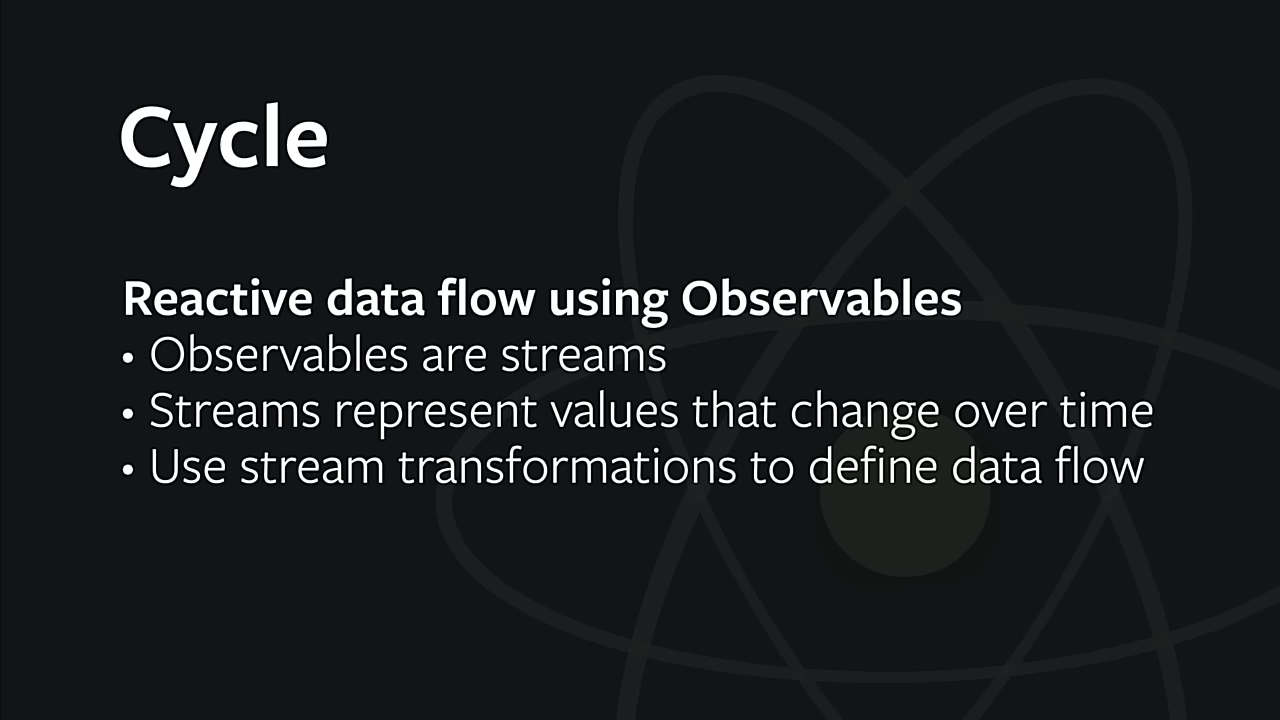 Cycle
Reactive data flow using Observables
• Observables are streams
• Streams represent values that change over time
• Use stream transformations to define data flow